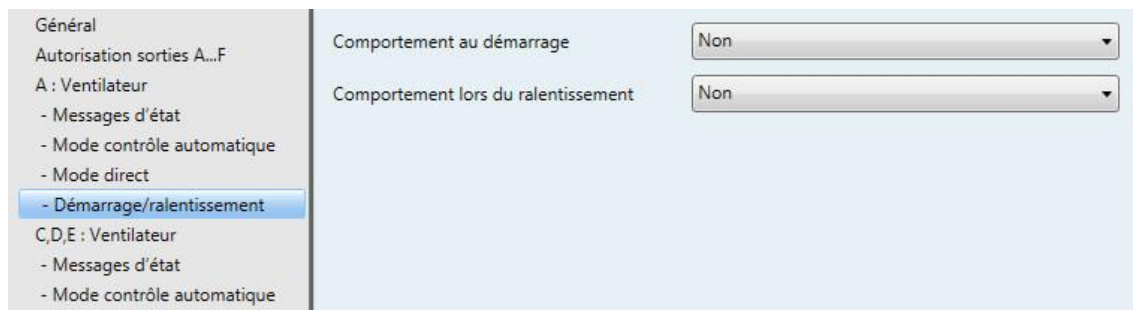 Général
Autorisation sorties A...F
A : Ventilateur
- Messages d'état
- Mode contrôle automatique
- Mode direct
- Démarrage/ralentissement
C,D,E : Ventilateur
- Messages d'état
- Mode contrôle automatique
Comportement au démarrage Non
Comportement lors du ralentissement Non